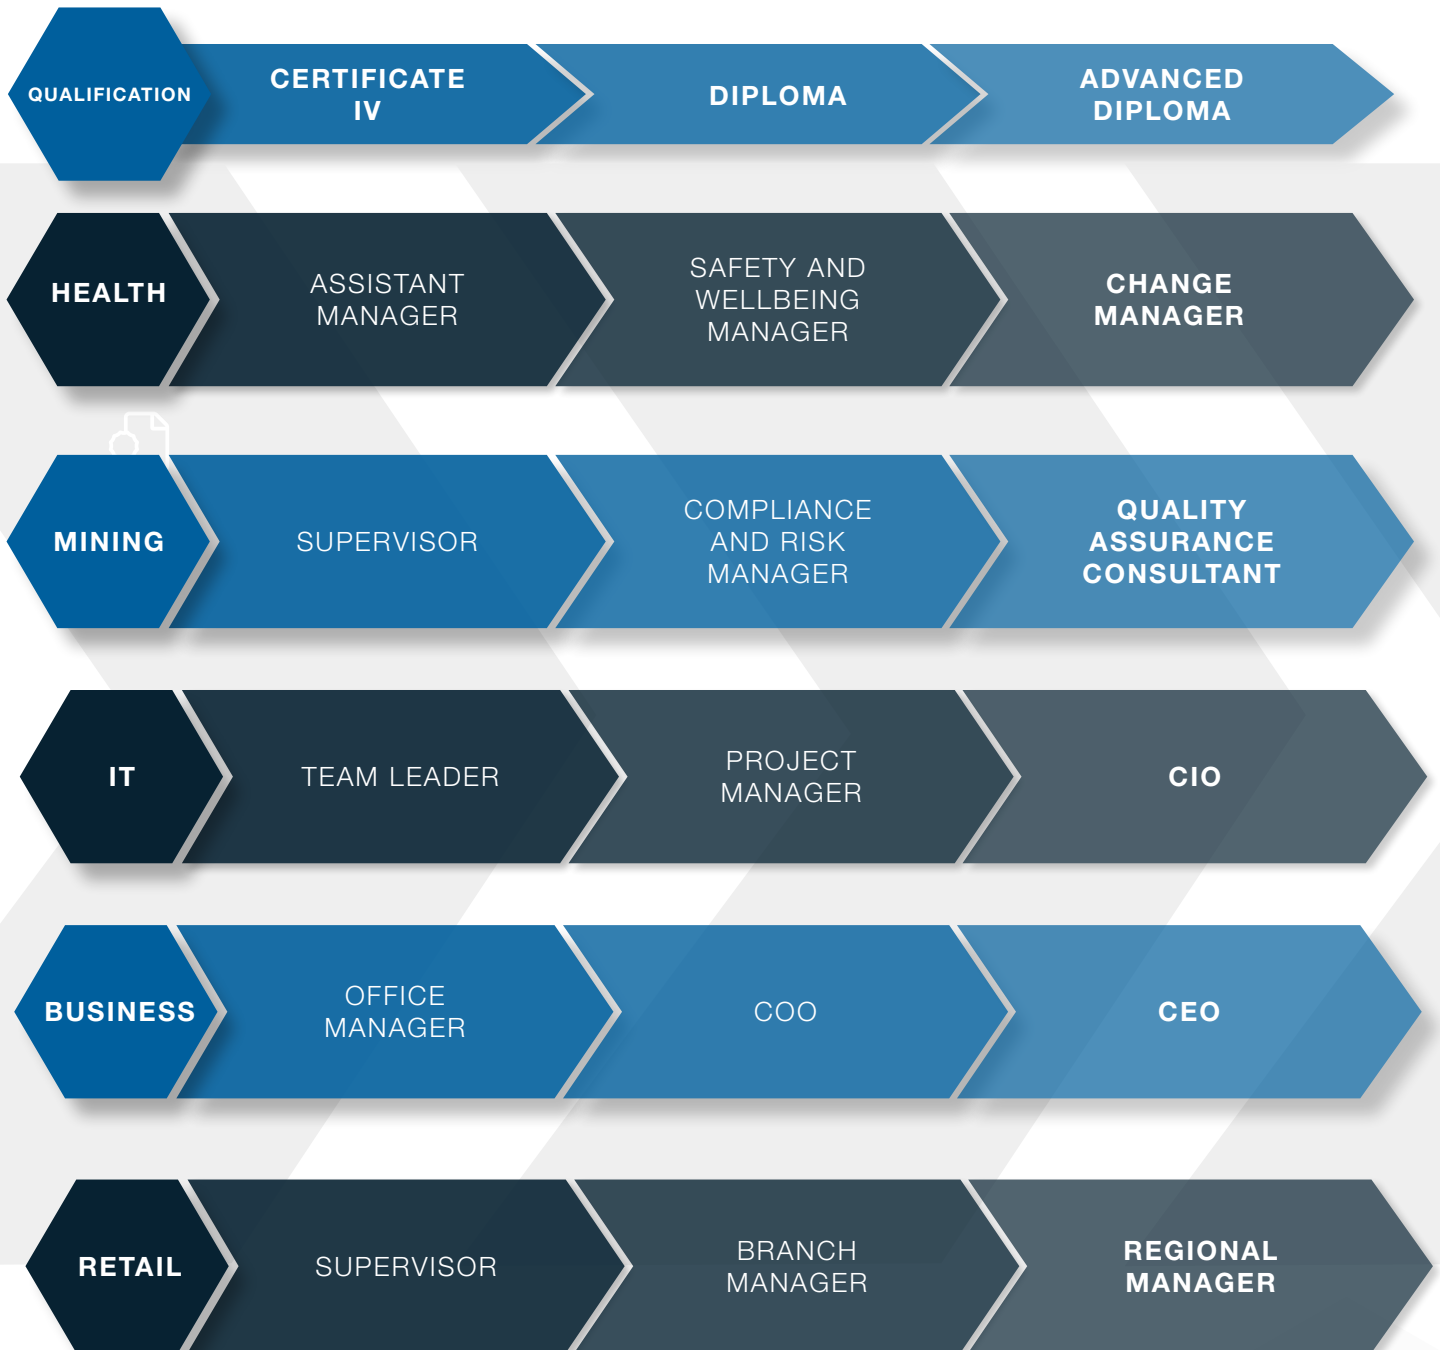 QUALIFICATION
CERTIFICATE
IV
DIPLOMA
ADVANCED
DIPLOMA
HEALTH
ASSISTANT
MANAGER
SAFETY AND
WELLBEING
MANAGER
CHANGE
MANAGER
MINING
SUPERVISOR
COMPLIANCE
AND RISK
MANAGER
QUALITY
ASSURANCE
CONSULTANT
IT
TEAM LEADER
PROJECT
MANAGER
CIO
BUSINESS
OFFICE
MANAGER
COO
CEO
RETAIL
SUPERVISOR
BRANCH
MANAGER
REGIONAL
MANAGER